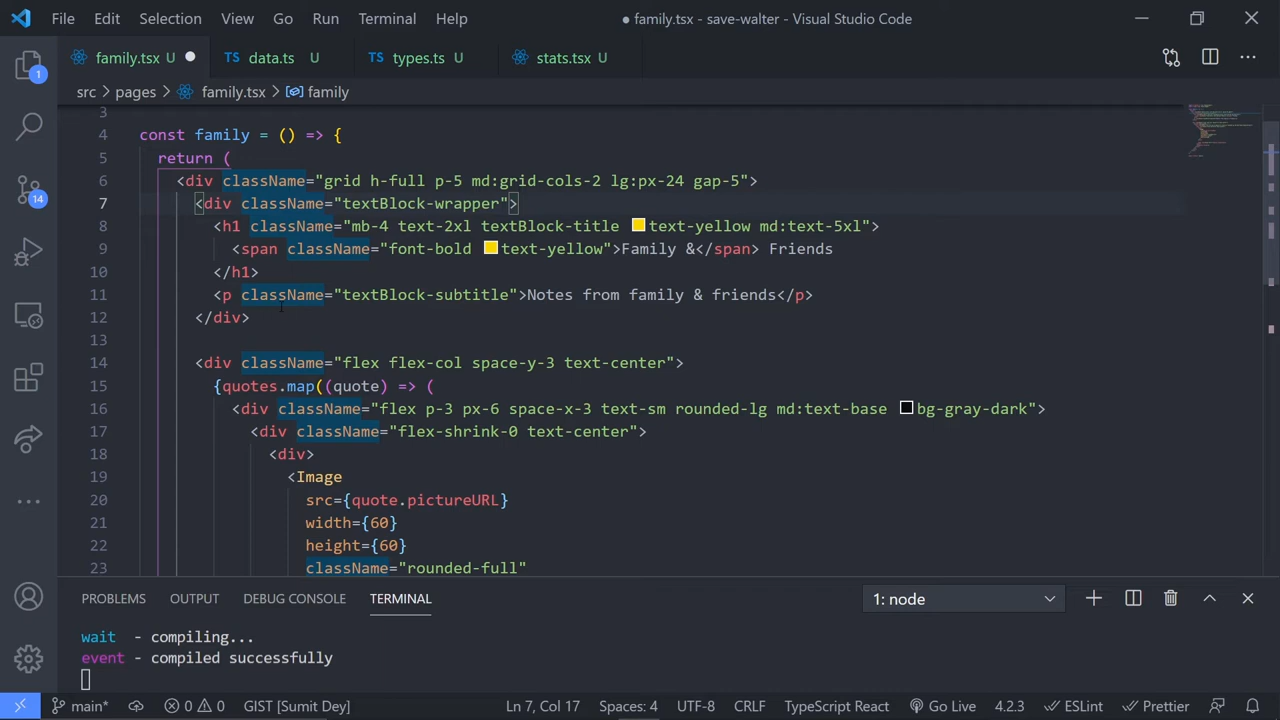 File Edit Selection View Go Run Terminal Help ● family.tsx - save-walter - Visual Studio Code
family.tsx U ● TS data.ts U TS types.ts U stats.tsx U
1
src > pages > family.tsx > family
3
4 const family = () => {
5 return (
6 <div className="grid h-full p-5 md:grid-cols-2 lg:px-24 gap-5">
7 <div className="textBlock-wrapper">
8 <h1 className="mb-4 text-2xl textBlock-title text-yellow md:text-5xl">
9 <span className="font-bold text-yellow">Family &</span> Friends
10 </h1>
11 <p className="textBlock-subtitle">Notes from family & friends</p>
12 </div>
13
14 <div className="flex flex-col space-y-3 text-center">
15 {quotes.map((quote) => (
16 <div className="flex p-3 px-6 space-x-3 text-sm rounded-lg md:text-base bg-gray-dark">
17 <div className="flex-shrink-0 text-center">
18 <div>
19 <Image
20 src={quote.pictureURL}
21 width={60}
22 height={60}
23 className="rounded-full"
14
PROBLEMS OUTPUT DEBUG CONSOLE TERMINAL 1: node
wait - compiling...
event - compiled successfully
main* 0 0 GIST [Sumit Dey] Ln 7, Col 17 Spaces: 4 UTF-8 CRLF TypeScript React Go Live ESLint Prettier